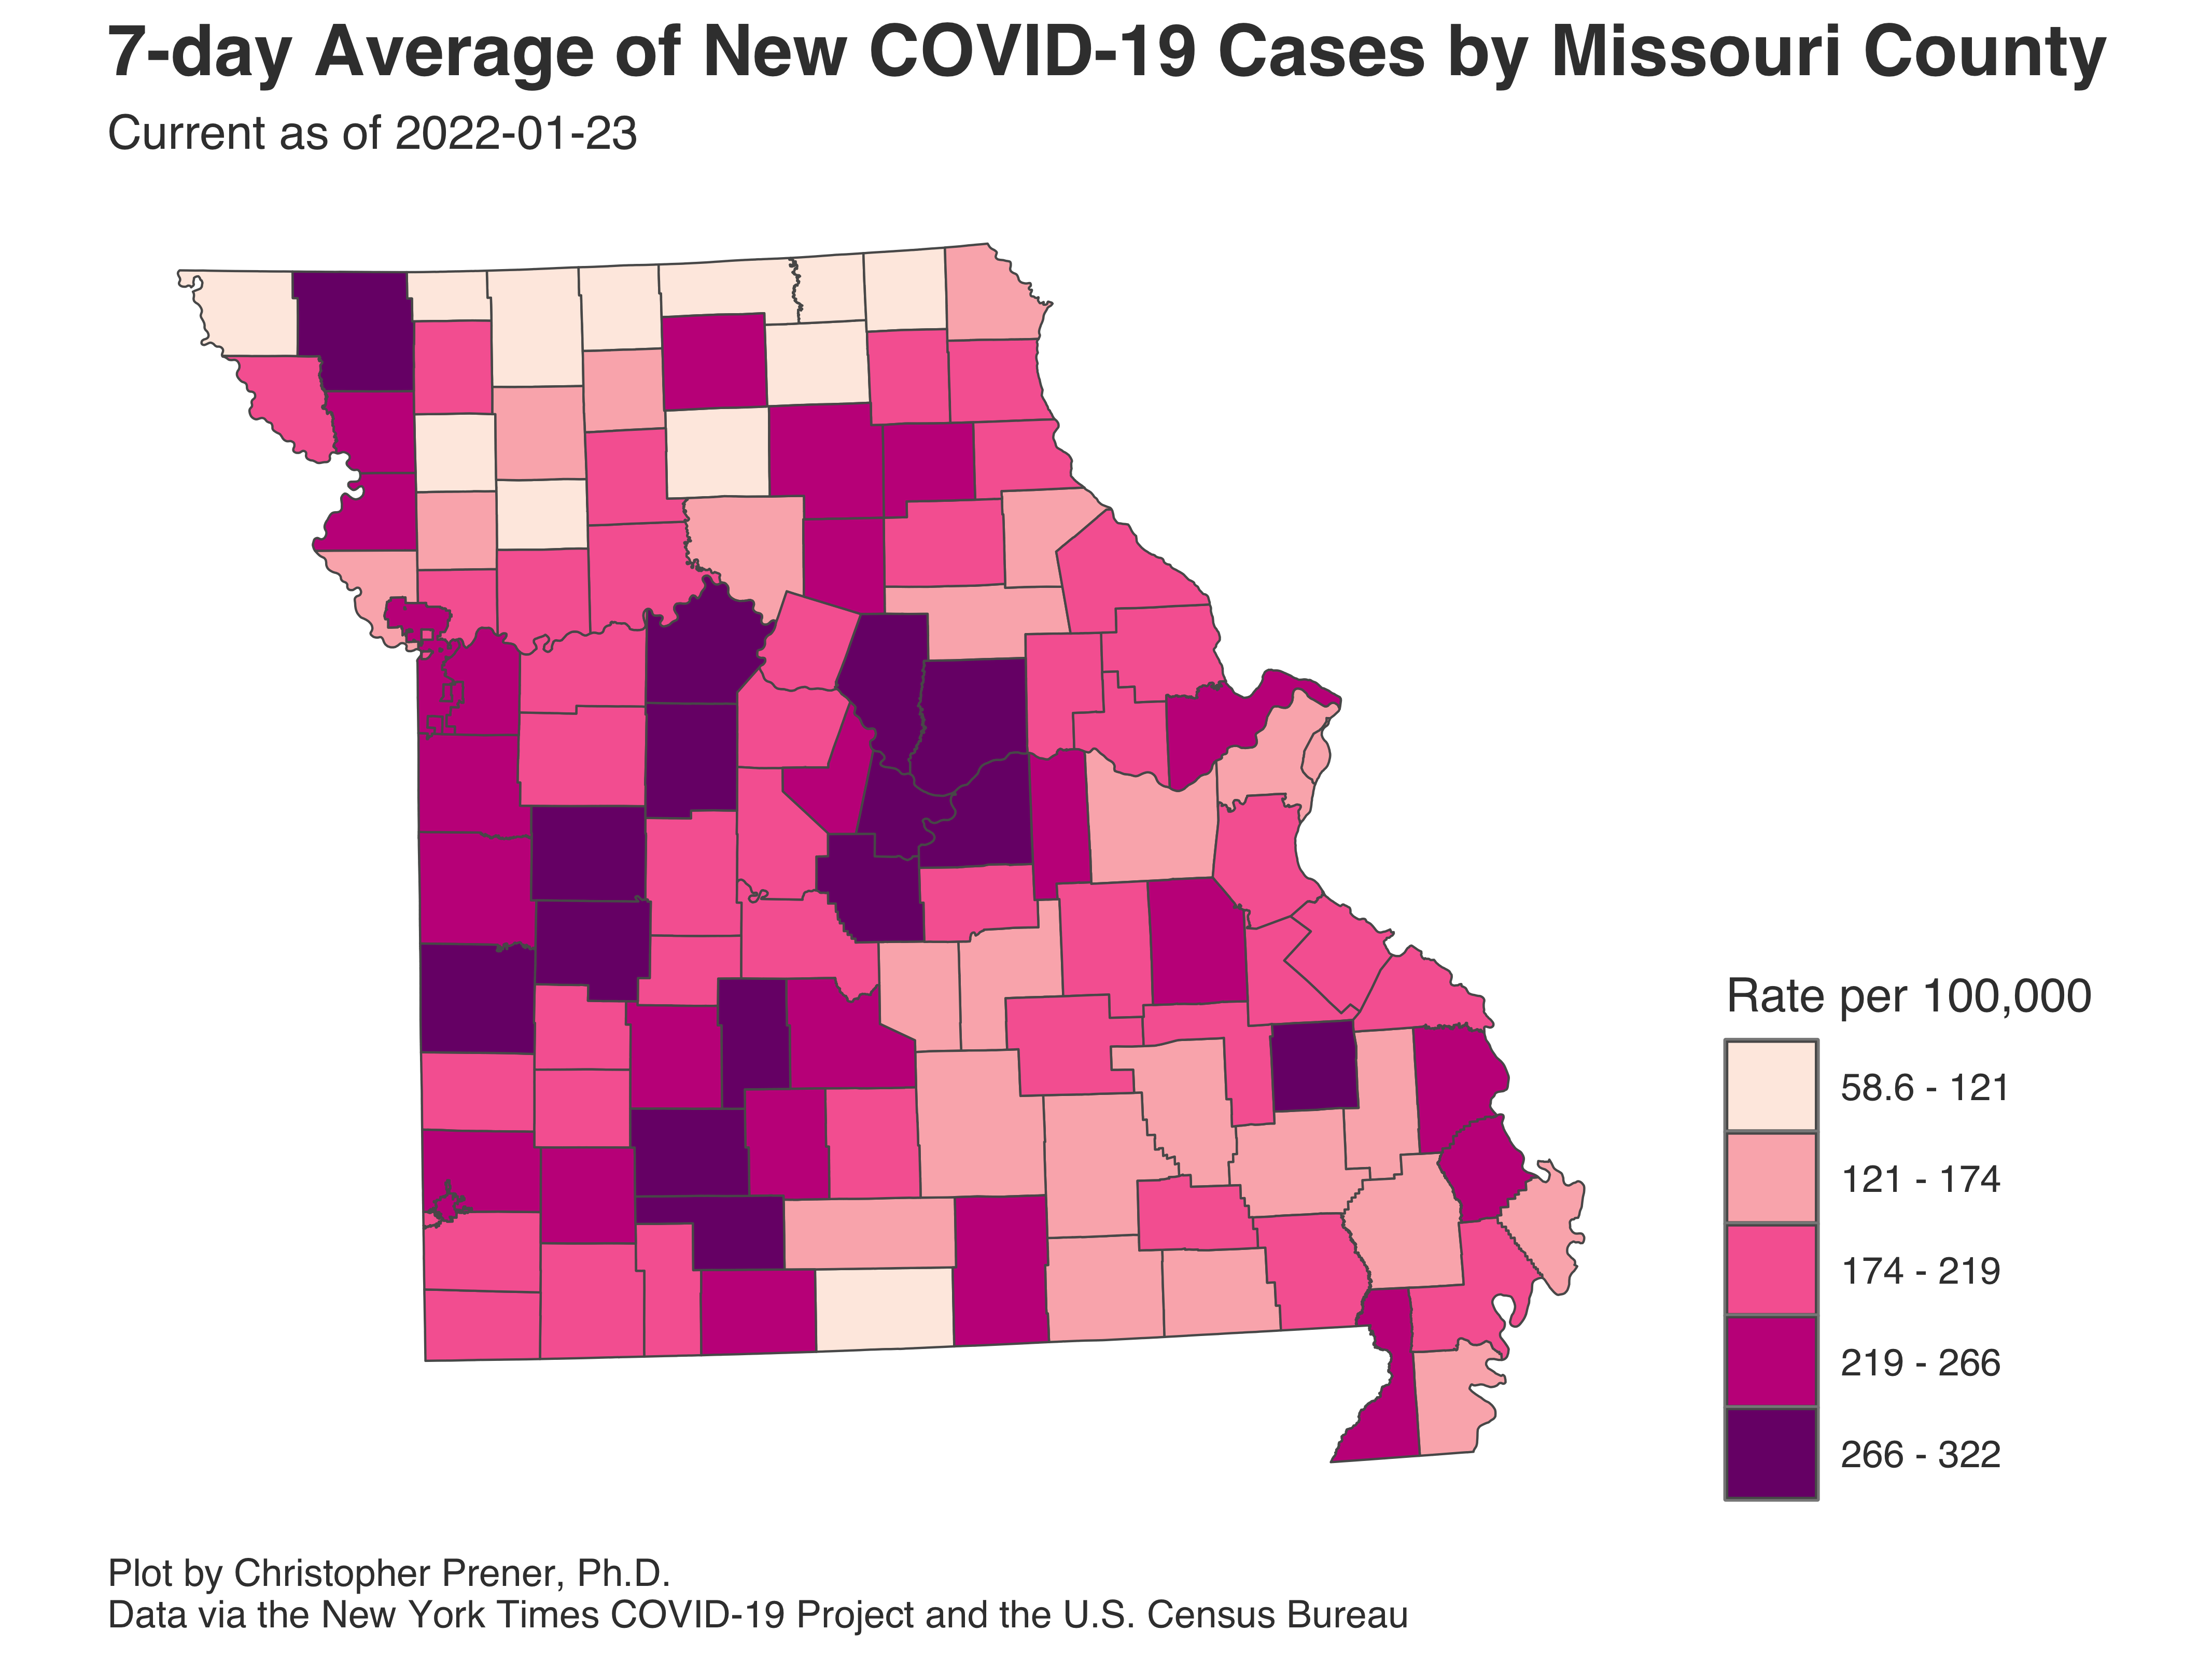 7-day Average of New COVID-19 Cases by Missouri County
Current as of 2022-01-23
Rate per 100,000
58.6 - 121
121 - 174
174 - 219
219 - 266
266 - 322
Plot by Christopher Prener, Ph.D.
Data via the New York Times COVID-19 Project and the U.S. Census Bureau